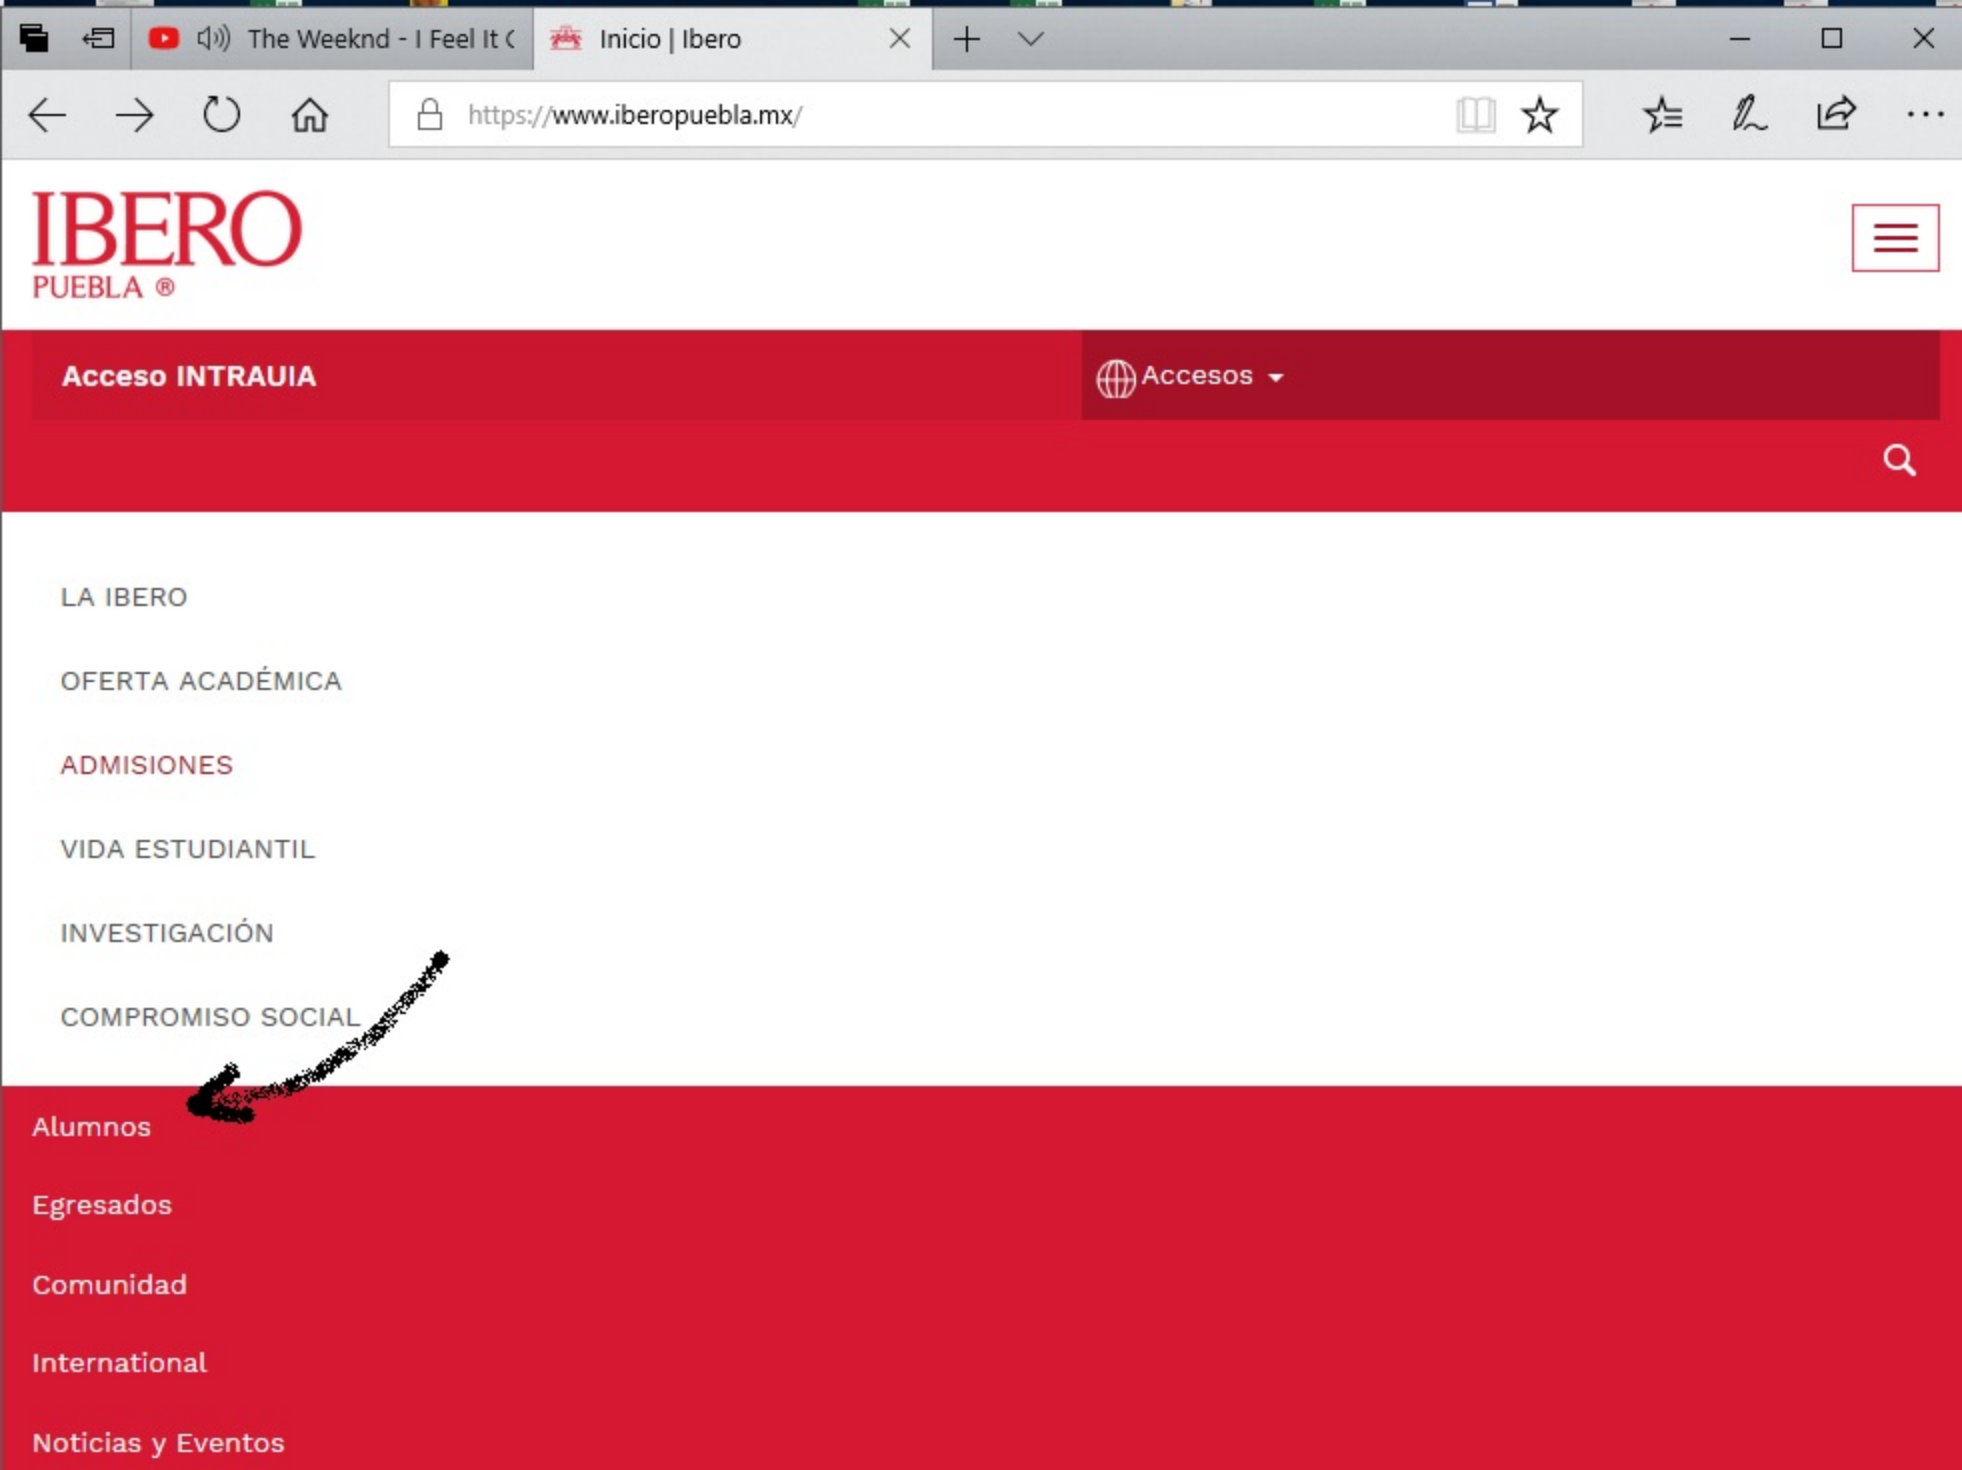 The Weeknd - I Feel It
Inicio | Ibero
https://www.iberopuebla.mx/
IBERO
PUEBLA ®
Acceso INTRAUIA
Accesos
LA IBERO
OFERTA ACADÉMICA
ADMISIONES
VIDA ESTUDIANTIL
INVESTIGACIÓN
COMPROMISO SOCIAL
Alumnos
Egresados
Comunidad
International
Noticias y Eventos